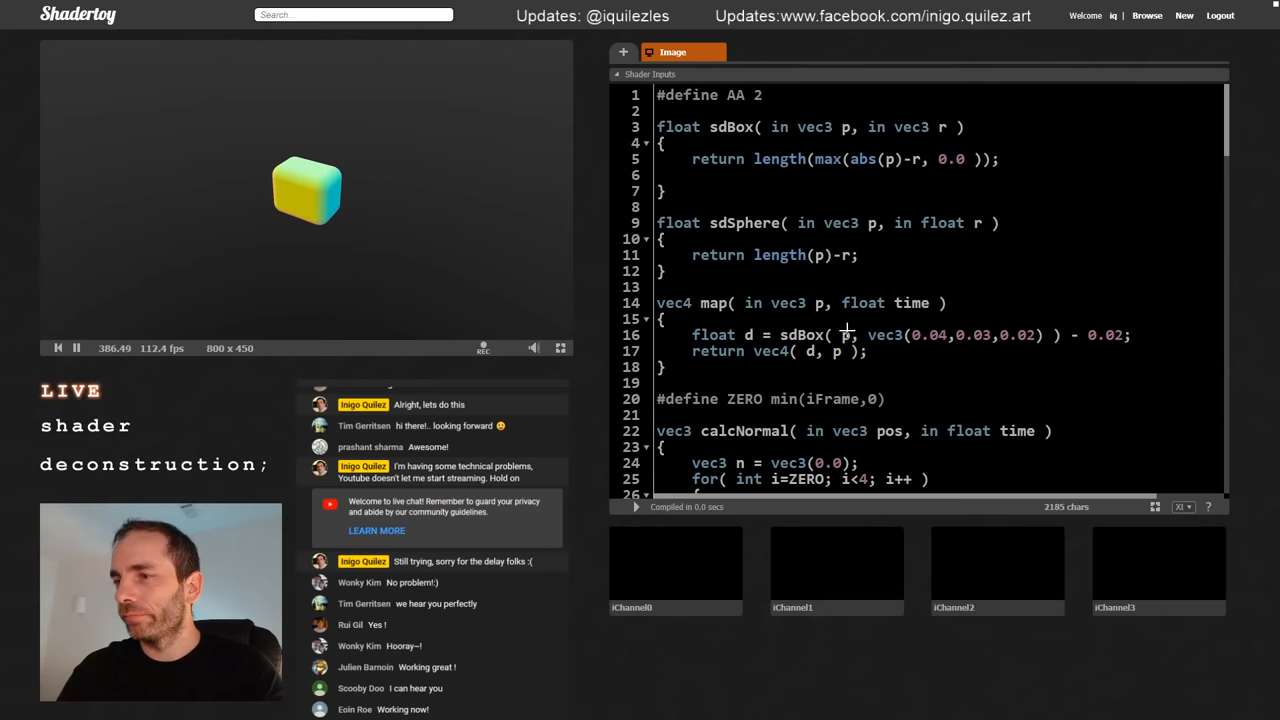 Shadertoy
Search...
Updates: @iquilezles
Updates:www.facebook.com/inigo.quilez.art
Welcome iq | Browse New Logout
+ Image
Shader Inputs
1 #define AA 2
2
3 float sdBox( in vec3 p, in vec3 r )
4 {
5 return length(max(abs(p)-r, 0.0 ));
6
7 }
8
9 float sdSphere( in vec3 p, in float r )
10 {
11 return length(p)-r;
12 }
13
14 vec4 map( in vec3 p, float time )
15 {
16 float d = sdBox( p, vec3(0.04,0.03,0.02) ) - 0.02;
17 return vec4( d, p );
18 }
19
20 #define ZERO min(iFrame,0)
21
22 vec3 calcNormal( in vec3 pos, in float time )
23 {
24 vec3 n = vec3(0.0);
25 for( int i=ZERO; i<4; i++ )
26 {
Compiled in 0.0 secs
2185 chars
XI
?
386.49 112.4 fps 800 x 450
REC
LIVE
shader
deconstruction;
Inigo Quilez Alright, lets do this
Tim Gerritsen hi there!.. looking forward
prashant sharma Awesome!
Inigo Quilez I'm having some technical problems,
Youtube doesn't let me start streaming. Hold on
Welcome to live chat! Remember to guard your privacy
and abide by our community guidelines.
LEARN MORE
Inigo Quilez Still trying, sorry for the delay folks :(
Wonky Kim No problem!:)
Tim Gerritsen we hear you perfectly
Rui Gil Yes !
Wonky Kim Hooray~!
Julien Barnoin Working great !
Scooby Doo I can hear you
Eoin Roe Working now!
iChannel0
iChannel1
iChannel2
iChannel3